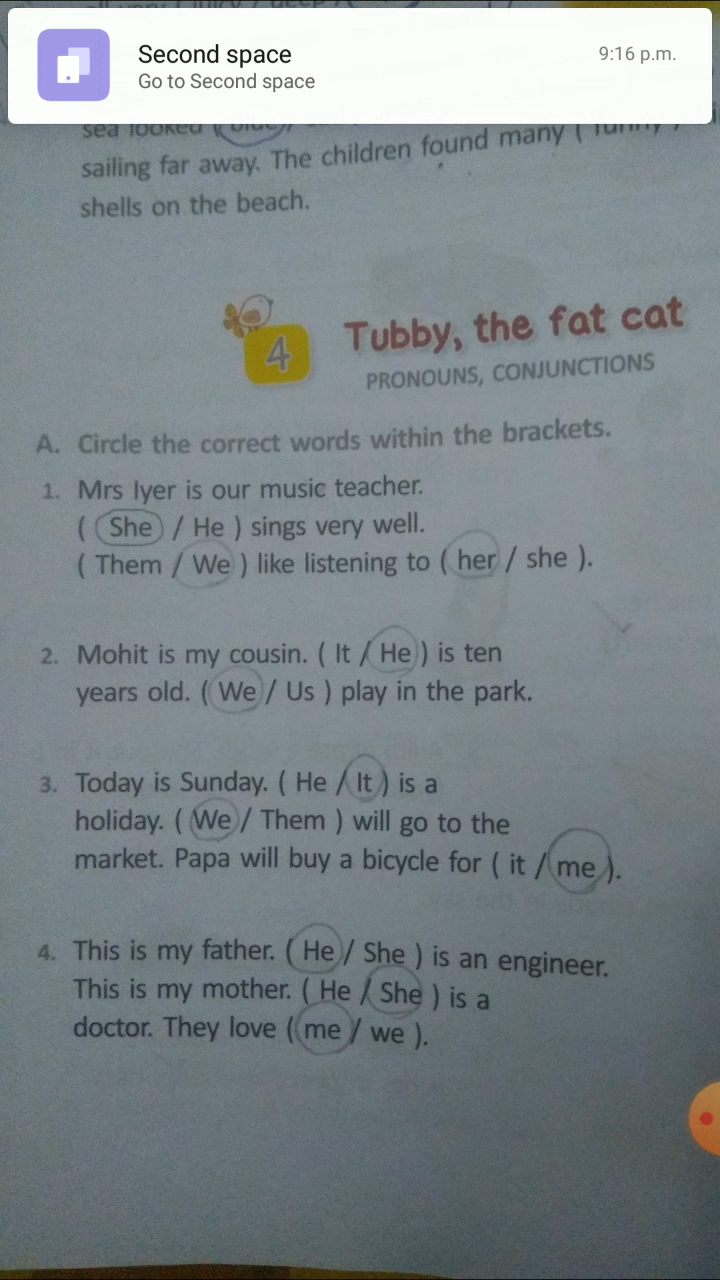 Second space
9:16 p.m.
Go to Second space
sea looked
sailing far away. The children found many ( funny /
shells on the beach.
4
Tubby, the fat cat
PRONOUNS, CONJUNCTIONS
A. Circle the correct words within the brackets.
1. Mrs Iyer is our music teacher.
( She / He ) sings very well.
( Them / We ) like listening to ( her / she ).
2. Mohit is my cousin. ( It / He ) is ten
years old. ( We / Us ) play in the park.
3. Today is Sunday. ( He / It ) is a
holiday. ( We / Them ) will go to the
market. Papa will buy a bicycle for ( it / me ).
4. This is my father. ( He / She ) is an engineer.
This is my mother. ( He / She ) is a
doctor. They love ( me / we ).